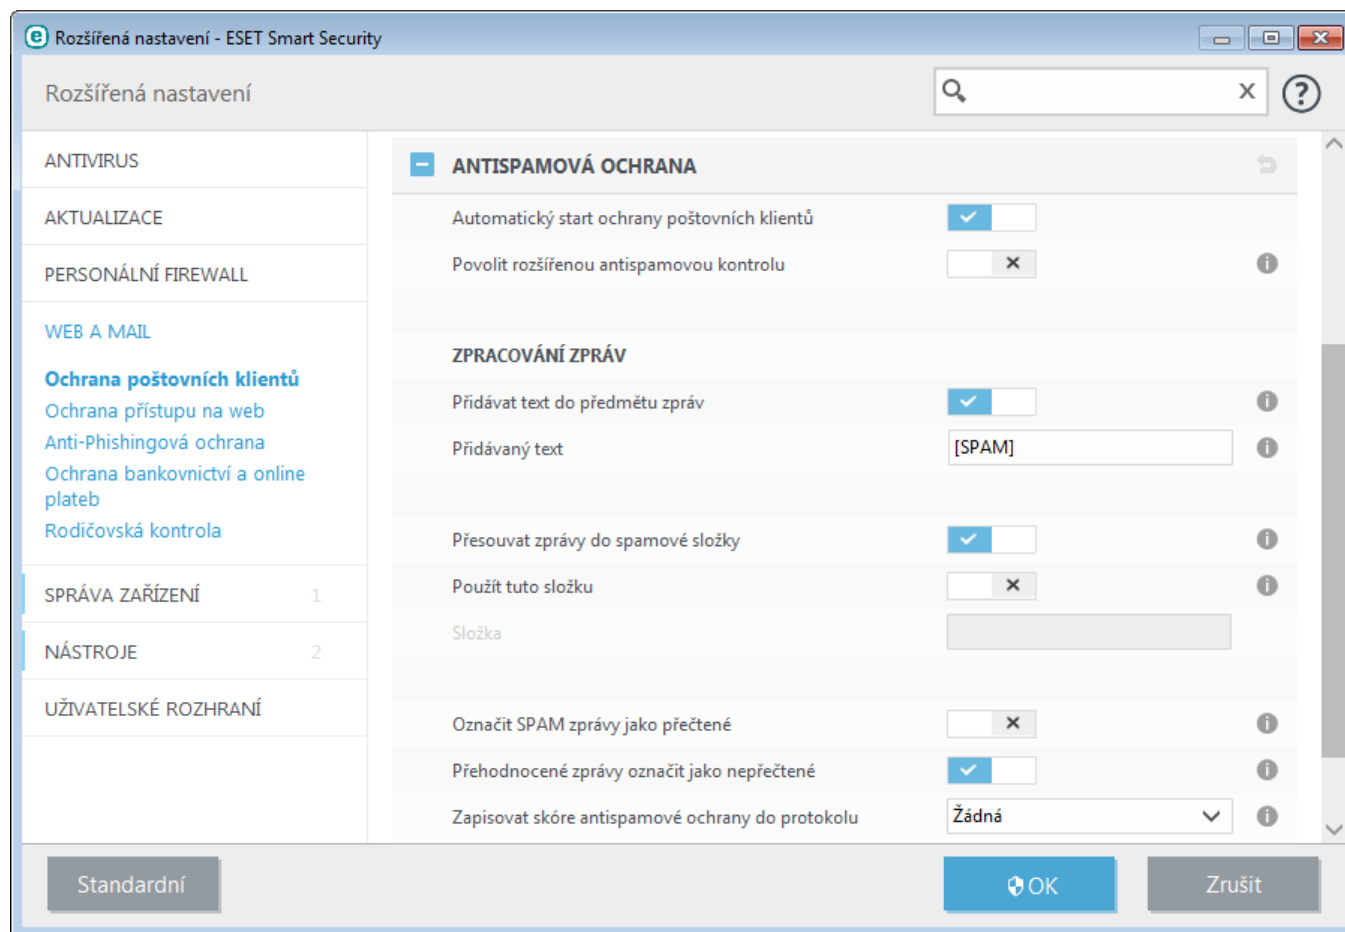 Rozšířená nastavení - ESET Smart Security
Rozšířená nastavení
ANTIVIRUS
AKTUALIZACE
PERSONÁLNÍ FIREWALL
WEB A MAIL
Ochrana poštovních klientů
Ochrana přístupu na web
Anti-Phishingová ochrana
Ochrana bankovnictví a online
plateb
Rodičovská kontrola
SPRÁVA ZAŘÍZENÍ 1
NÁSTROJE 2
UŽIVATELSKÉ ROZHRANÍ
ANTISPAMOVÁ OCHRANA
Automatický start ochrany poštovních klientů
Povolit rozšířenou antispamovou kontrolu
ZPRACOVÁNÍ ZPRÁV
Přidávat text do předmětu zpráv
Přidávaný text [SPAM]
Přesouvat zprávy do spamové složky
Použít tuto složku
Složka
Označit SPAM zprávy jako přečtené
Přehodnocené zprávy označit jako nepřečtené
Zapisovat skóre antispamové ochrany do protokolu Žádná
Standardní
OK
Zrušit